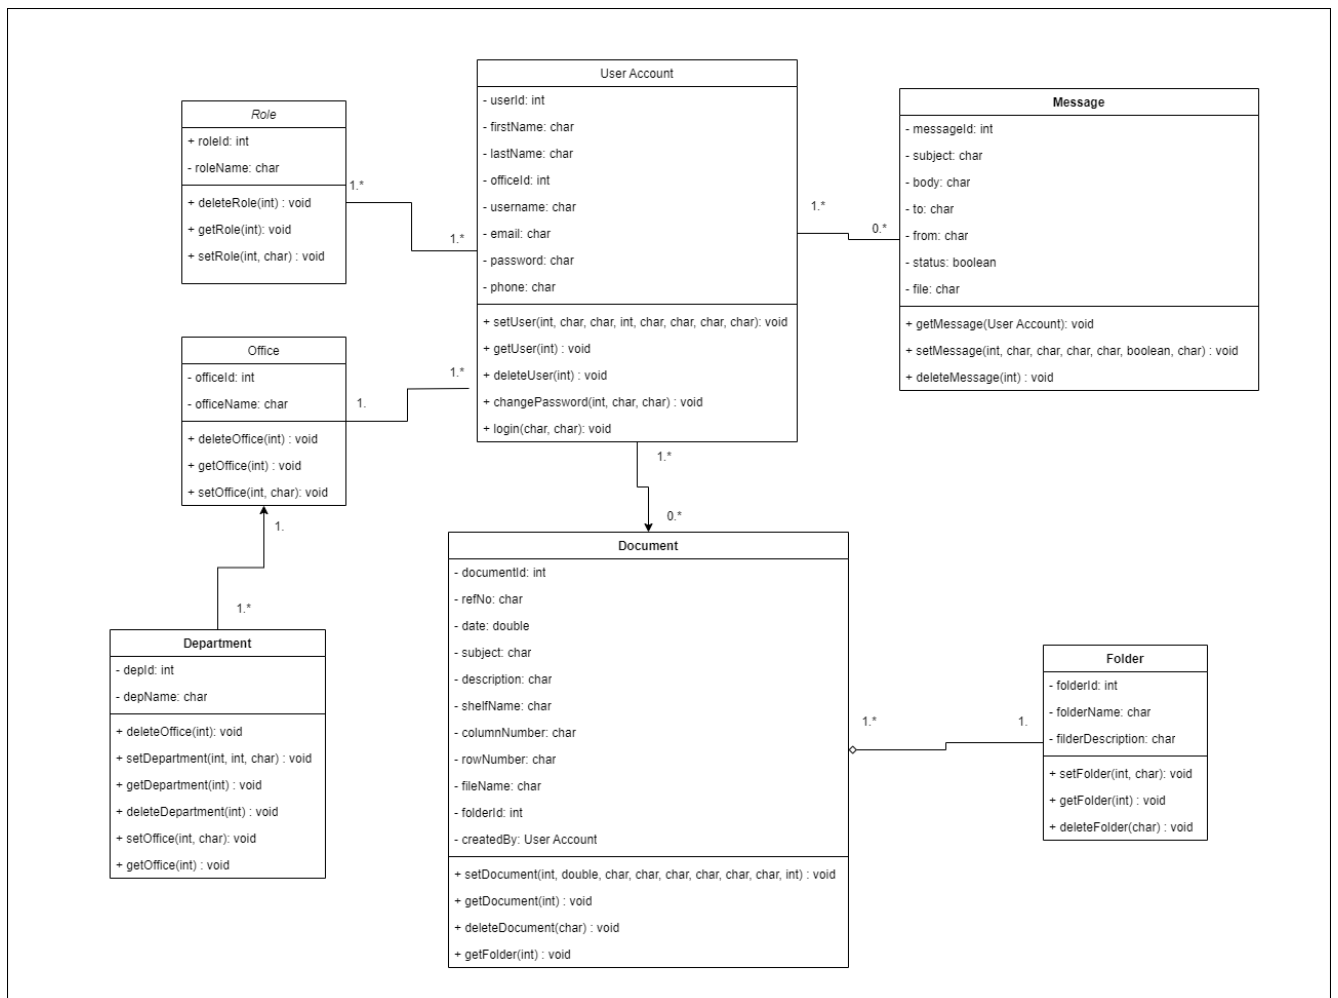 User Account
- userId: int
- firstName: char
- lastName: char
- officeId: int
- username: char
- email: char
- password: char
- phone: char
+ setUser(int, char, char, int, char, char, char, char): void
+ getUser(int) : void
+ deleteUser(int) : void
+ changePassword(int, char, char) : void
+ login(char, char): void
Role
+ roleId: int
- roleName: char
+ deleteRole(int) : void
+ getRole(int): void
+ setRole(int, char) : void
1.*
1.*
Message
- messageId: int
- subject: char
- body: char
- to: char
- from: char
- status: boolean
- file: char
+ getMessage(User Account): void
+ setMessage(int, char, char, char, char, boolean, char) : void
+ deleteMessage(int) : void
1.*
0.*
Office
- officeId: int
- officeName: char
+ deleteOffice(int) : void
+ getOffice(int) : void
+ setOffice(int, char): void
1.*
1.
1.
1.*
1.*
0.*
Department
- depId: int
- depName: char
+ deleteOffice(int): void
+ setDepartment(int, int, char) : void
+ getDepartment(int) : void
+ deleteDepartment(int) : void
+ setOffice(int, char): void
+ getOffice(int) : void
Document
- documentId: int
- refNo: char
- date: double
- subject: char
- description: char
- shelfName: char
- columnNumber: char
- rowNumber: char
- fileName: char
- folderId: int
- createdBy: User Account
+ setDocument(int, double, char, char, char, char, char, char, int) : void
+ getDocument(int) : void
+ deleteDocument(char) : void
+ getFolder(int) : void
1.*
1.
Folder
- folderId: int
- folderName: char
- filderDescription: char
+ setFolder(int, char): void
+ getFolder(int) : void
+ deleteFolder(char) : void